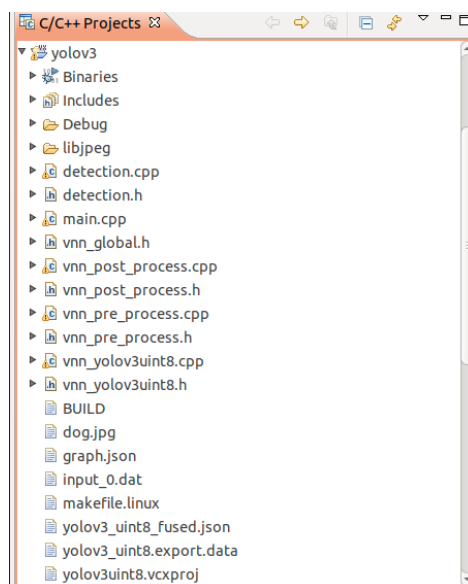 C/C++ Projects
yolov3
Binaries
Includes
Debug
libjpeg
detection.cpp
detection.h
main.cpp
vnn_global.h
vnn_post_process.cpp
vnn_post_process.h
vnn_pre_process.cpp
vnn_pre_process.h
vnn_yolov3uint8.cpp
vnn_yolov3uint8.h
BUILD
dog.jpg
graph.json
input_0.dat
makefile.linux
yolov3_uint8_fused.json
yolov3_uint8.export.data
yolov3uint8.vcxproj